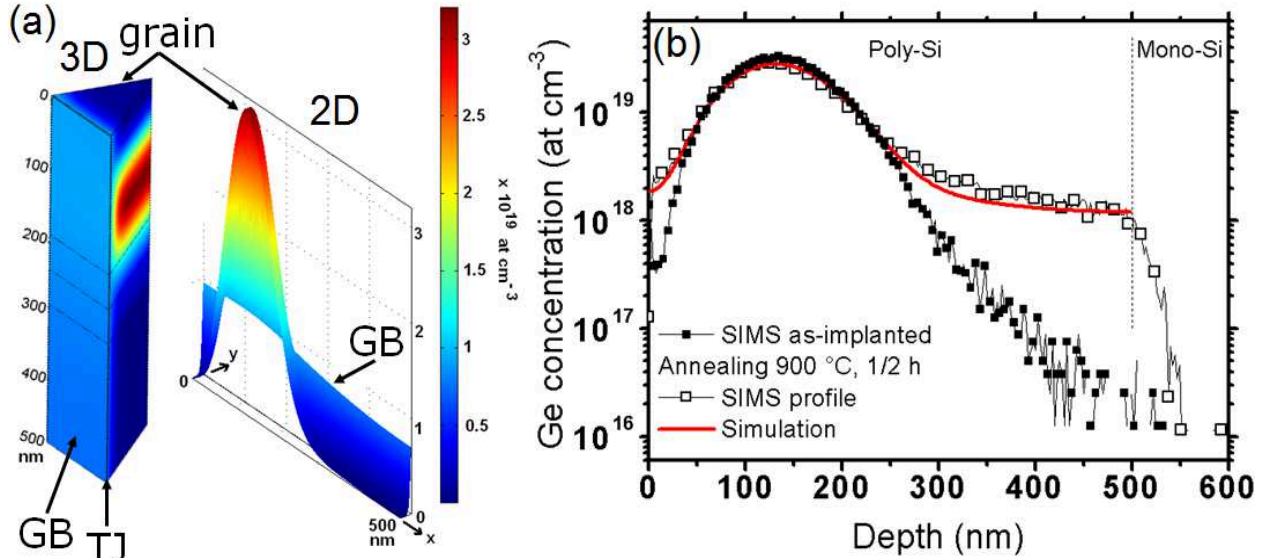 (a)
grain
3D
2D
0
100
200
300
400
500
nm
GB
TJ
y
0
GB
3
2
1
0
500
nm
x
3
2.5
2
1.5
1
0.5
x 10^19 at cm^-3
(b)
Poly-Si
Mono-Si
Ge concentration (at cm^-3)
10^19
10^18
10^17
10^16
SIMS as-implanted
Annealing 900 °C, 1/2 h
SIMS profile
Simulation
0 100 200 300 400 500 600
Depth (nm)